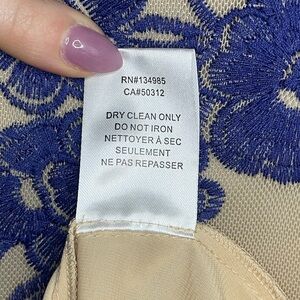 RN#134985
CA#50312
DRY CLEAN ONLY
DO NOT IRON
NETTOYER À SEC
SEULEMENT
NE PAS REPASSER